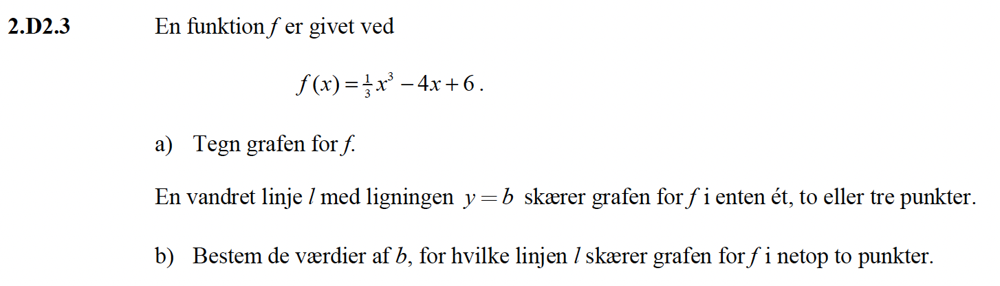 2.D2.3 En funktion f er givet ved
f(x) = 1/3 x³ − 4x + 6 .
a) Tegn grafen for f.
En vandret linje l med ligningen y = b skærer grafen for f i enten ét, to eller tre punkter.
b) Bestem de værdier af b, for hvilke linjen l skærer grafen for f i netop to punkter.